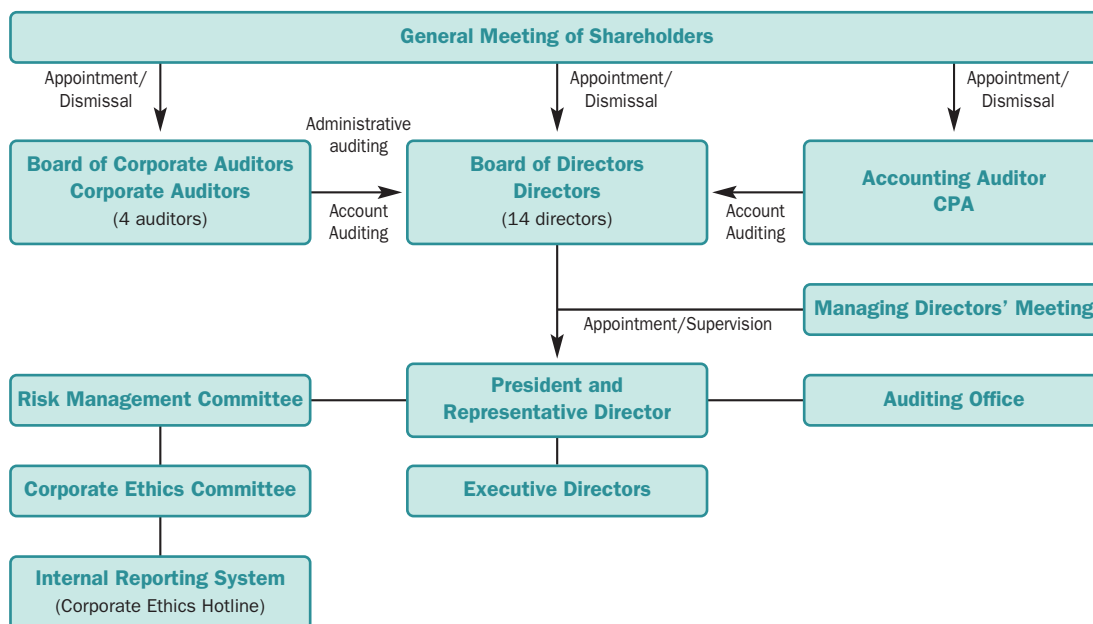 General Meeting of Shareholders
Appointment/
Dismissal
Appointment/
Dismissal
Appointment/
Dismissal
Administrative
auditing
Board of Corporate Auditors
Corporate Auditors
(4 auditors)
Board of Directors
Directors
(14 directors)
Accounting Auditor
CPA
Account
Auditing
Account
Auditing
Managing Directors’ Meeting
Appointment/Supervision
Risk Management Committee
President and
Representative Director
Auditing Office
Corporate Ethics Committee
Executive Directors
Internal Reporting System
(Corporate Ethics Hotline)